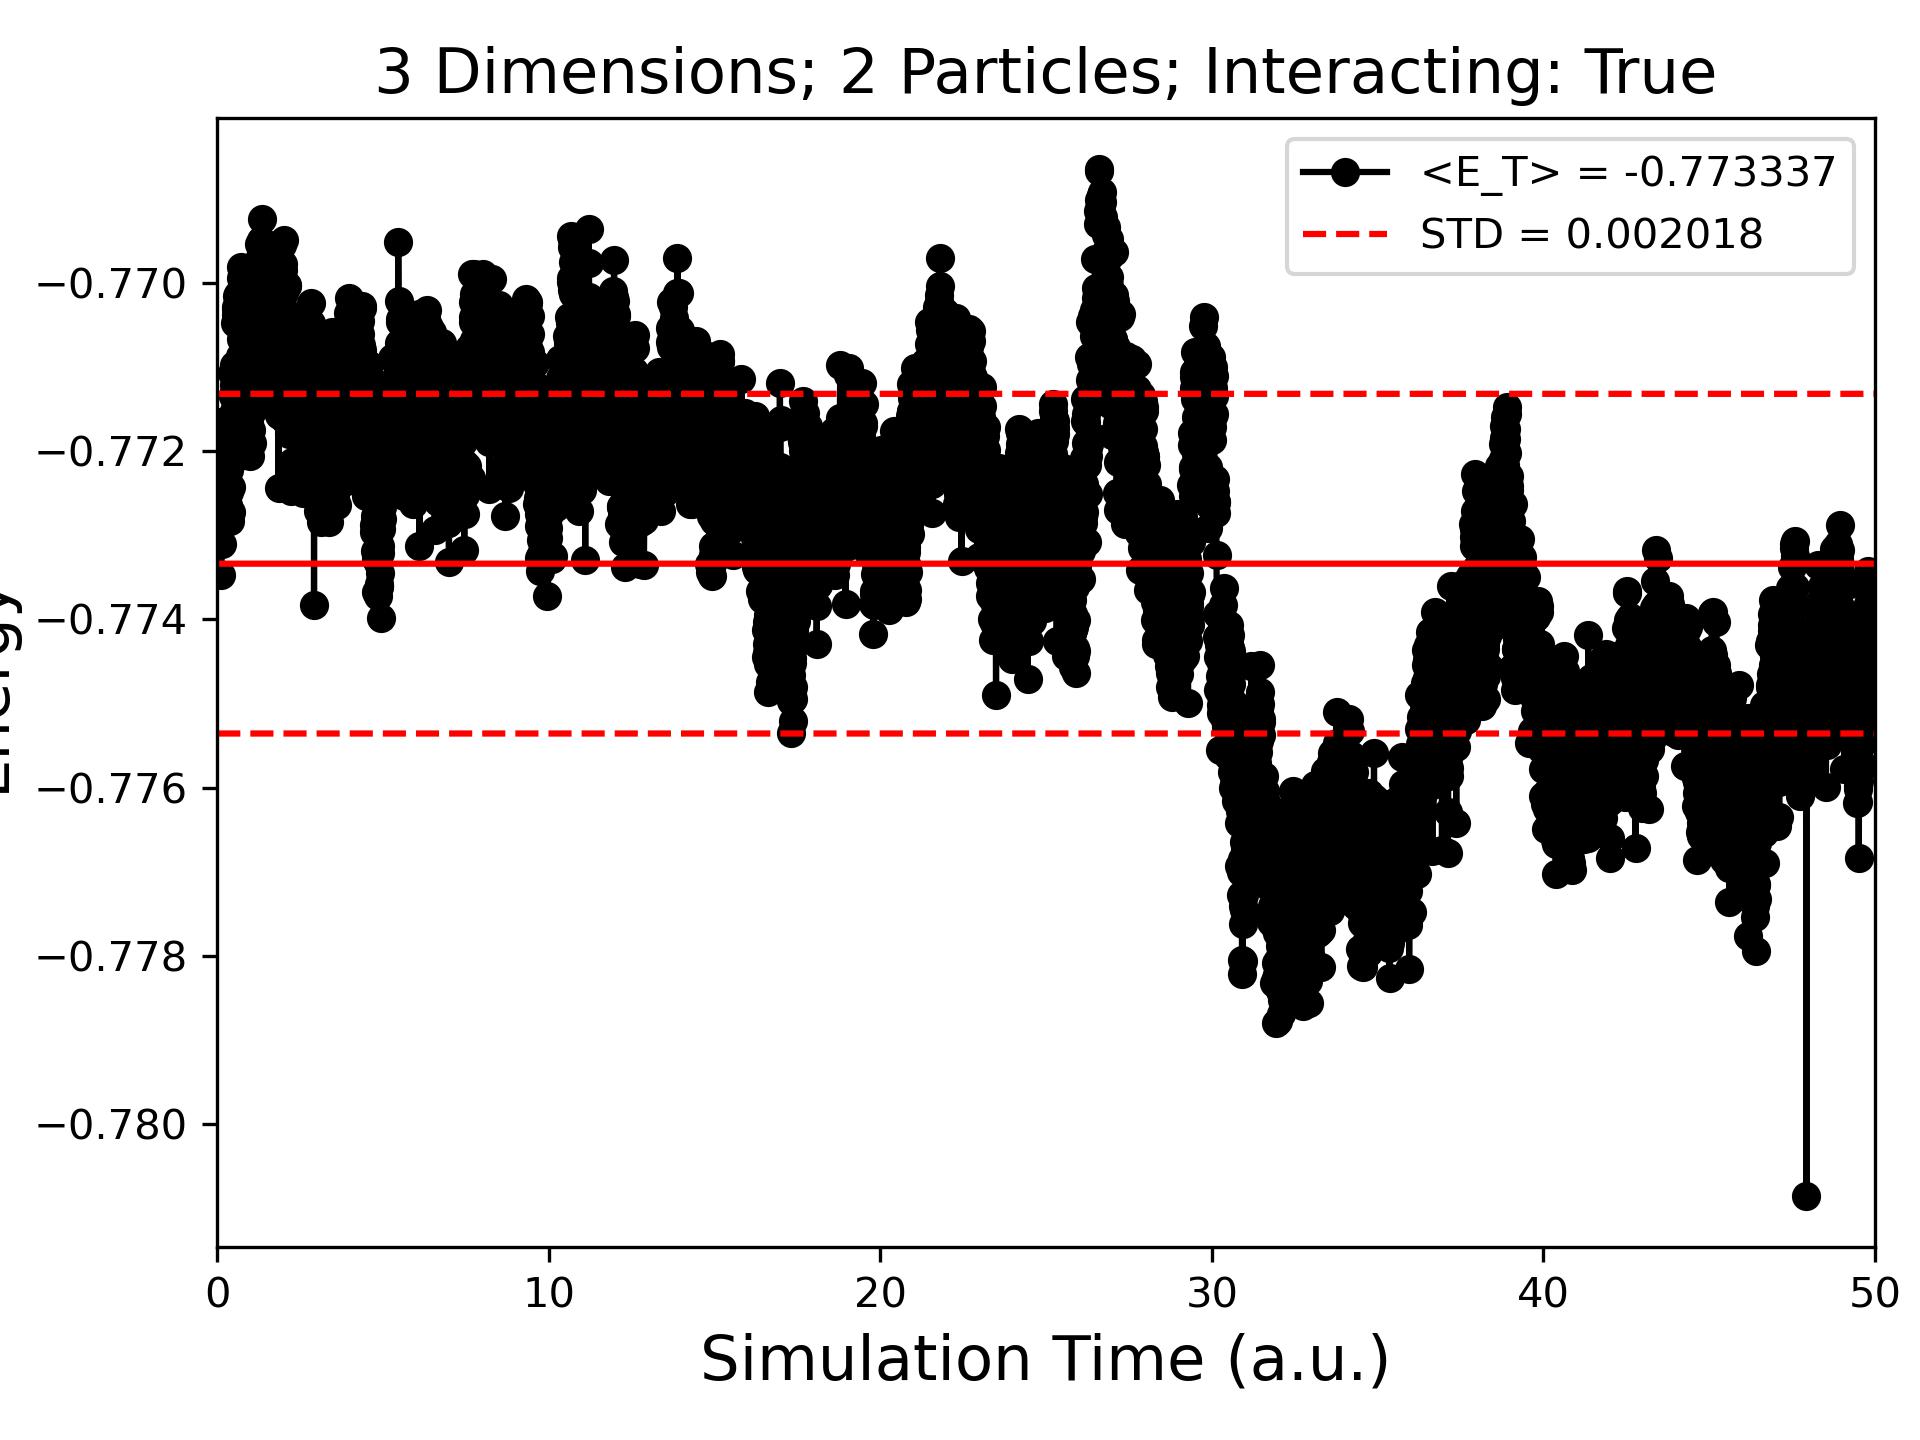 3 Dimensions; 2 Particles; Interacting: True
<E_T> = -0.773337
STD = 0.002018
Energy
−0.770
−0.772
−0.774
−0.776
−0.778
−0.780
0 10 20 30 40 50
Simulation Time (a.u.)